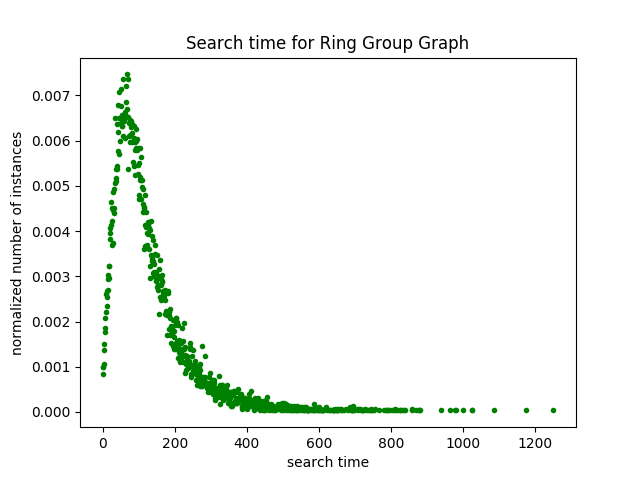 Search time for Ring Group Graph
0.007
0.006
0.005
0.004
0.003
0.002
0.001
0.000
normalized number of instances
0 200 400 600 800 1000 1200
search time